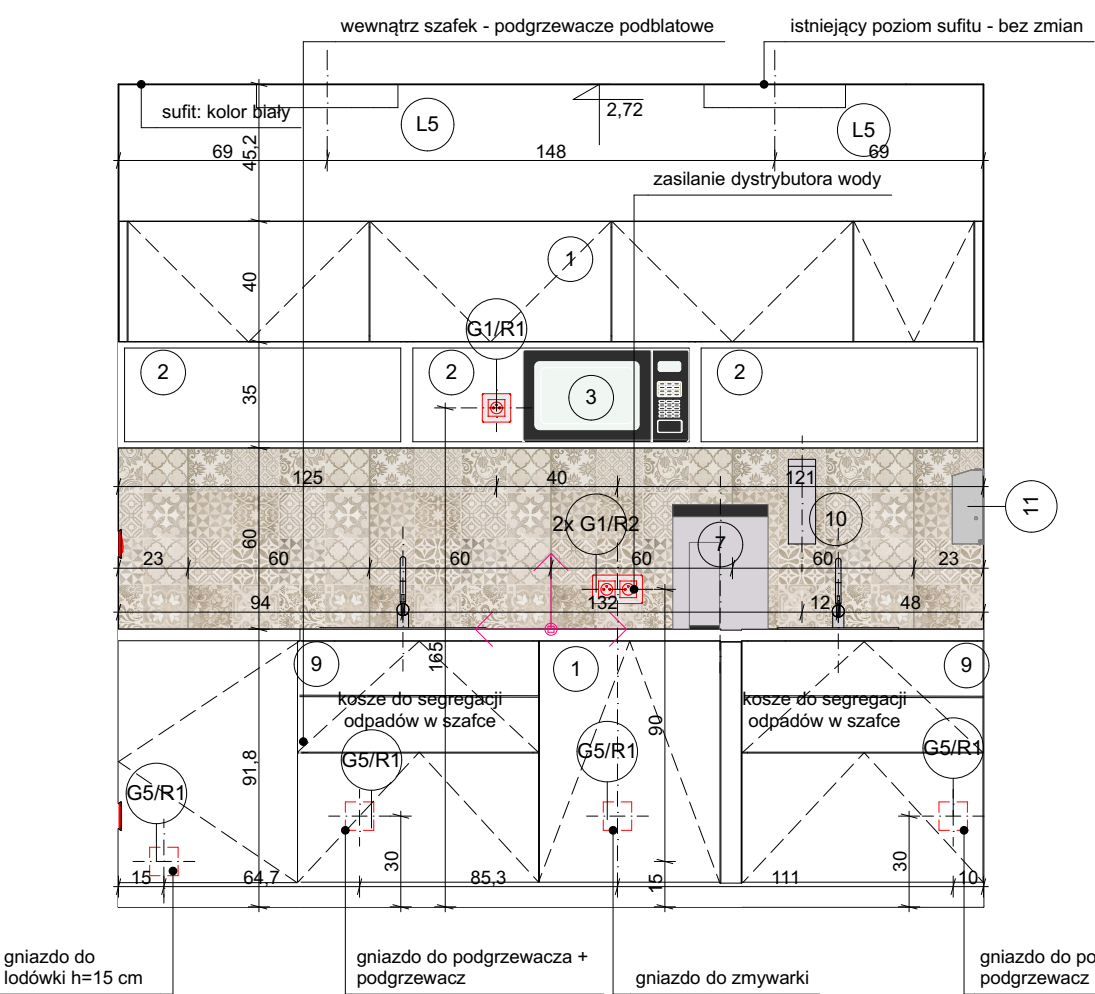 wewnątrz szafek - podgrzewacze podblatowe
istniejący poziom sufitu - bez zmian
sufit: kolor biały
L5
2,72
L5
69
148
69
45,2
zasilanie dystrybutora wody
1
40
G1/R1
2
2
3
2
35
125
40
121
11
2x G1/R2
7
10
60
23
60
60
60
60
23
94
132
12
48
9
165
1
9
kosze do segregacji
odpadów w szafce
kosze do segregacji
odpadów w szafce
90
G5/R1
G5/R1
G5/R1
G5/R1
91,8
30
30
15
64,7
85,3
15
111
10
gniazdo do
lodówki h=15 cm
gniazdo do podgrzewacza +
podgrzewacz
gniazdo do zmywarki
gniazdo do po
podgrzewacz